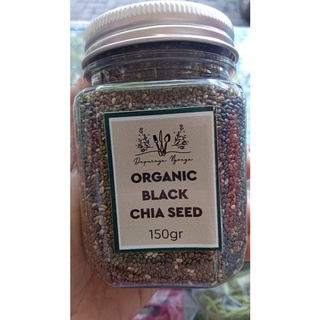 ORGANIC
BLACK
CHIA SEED
150gr